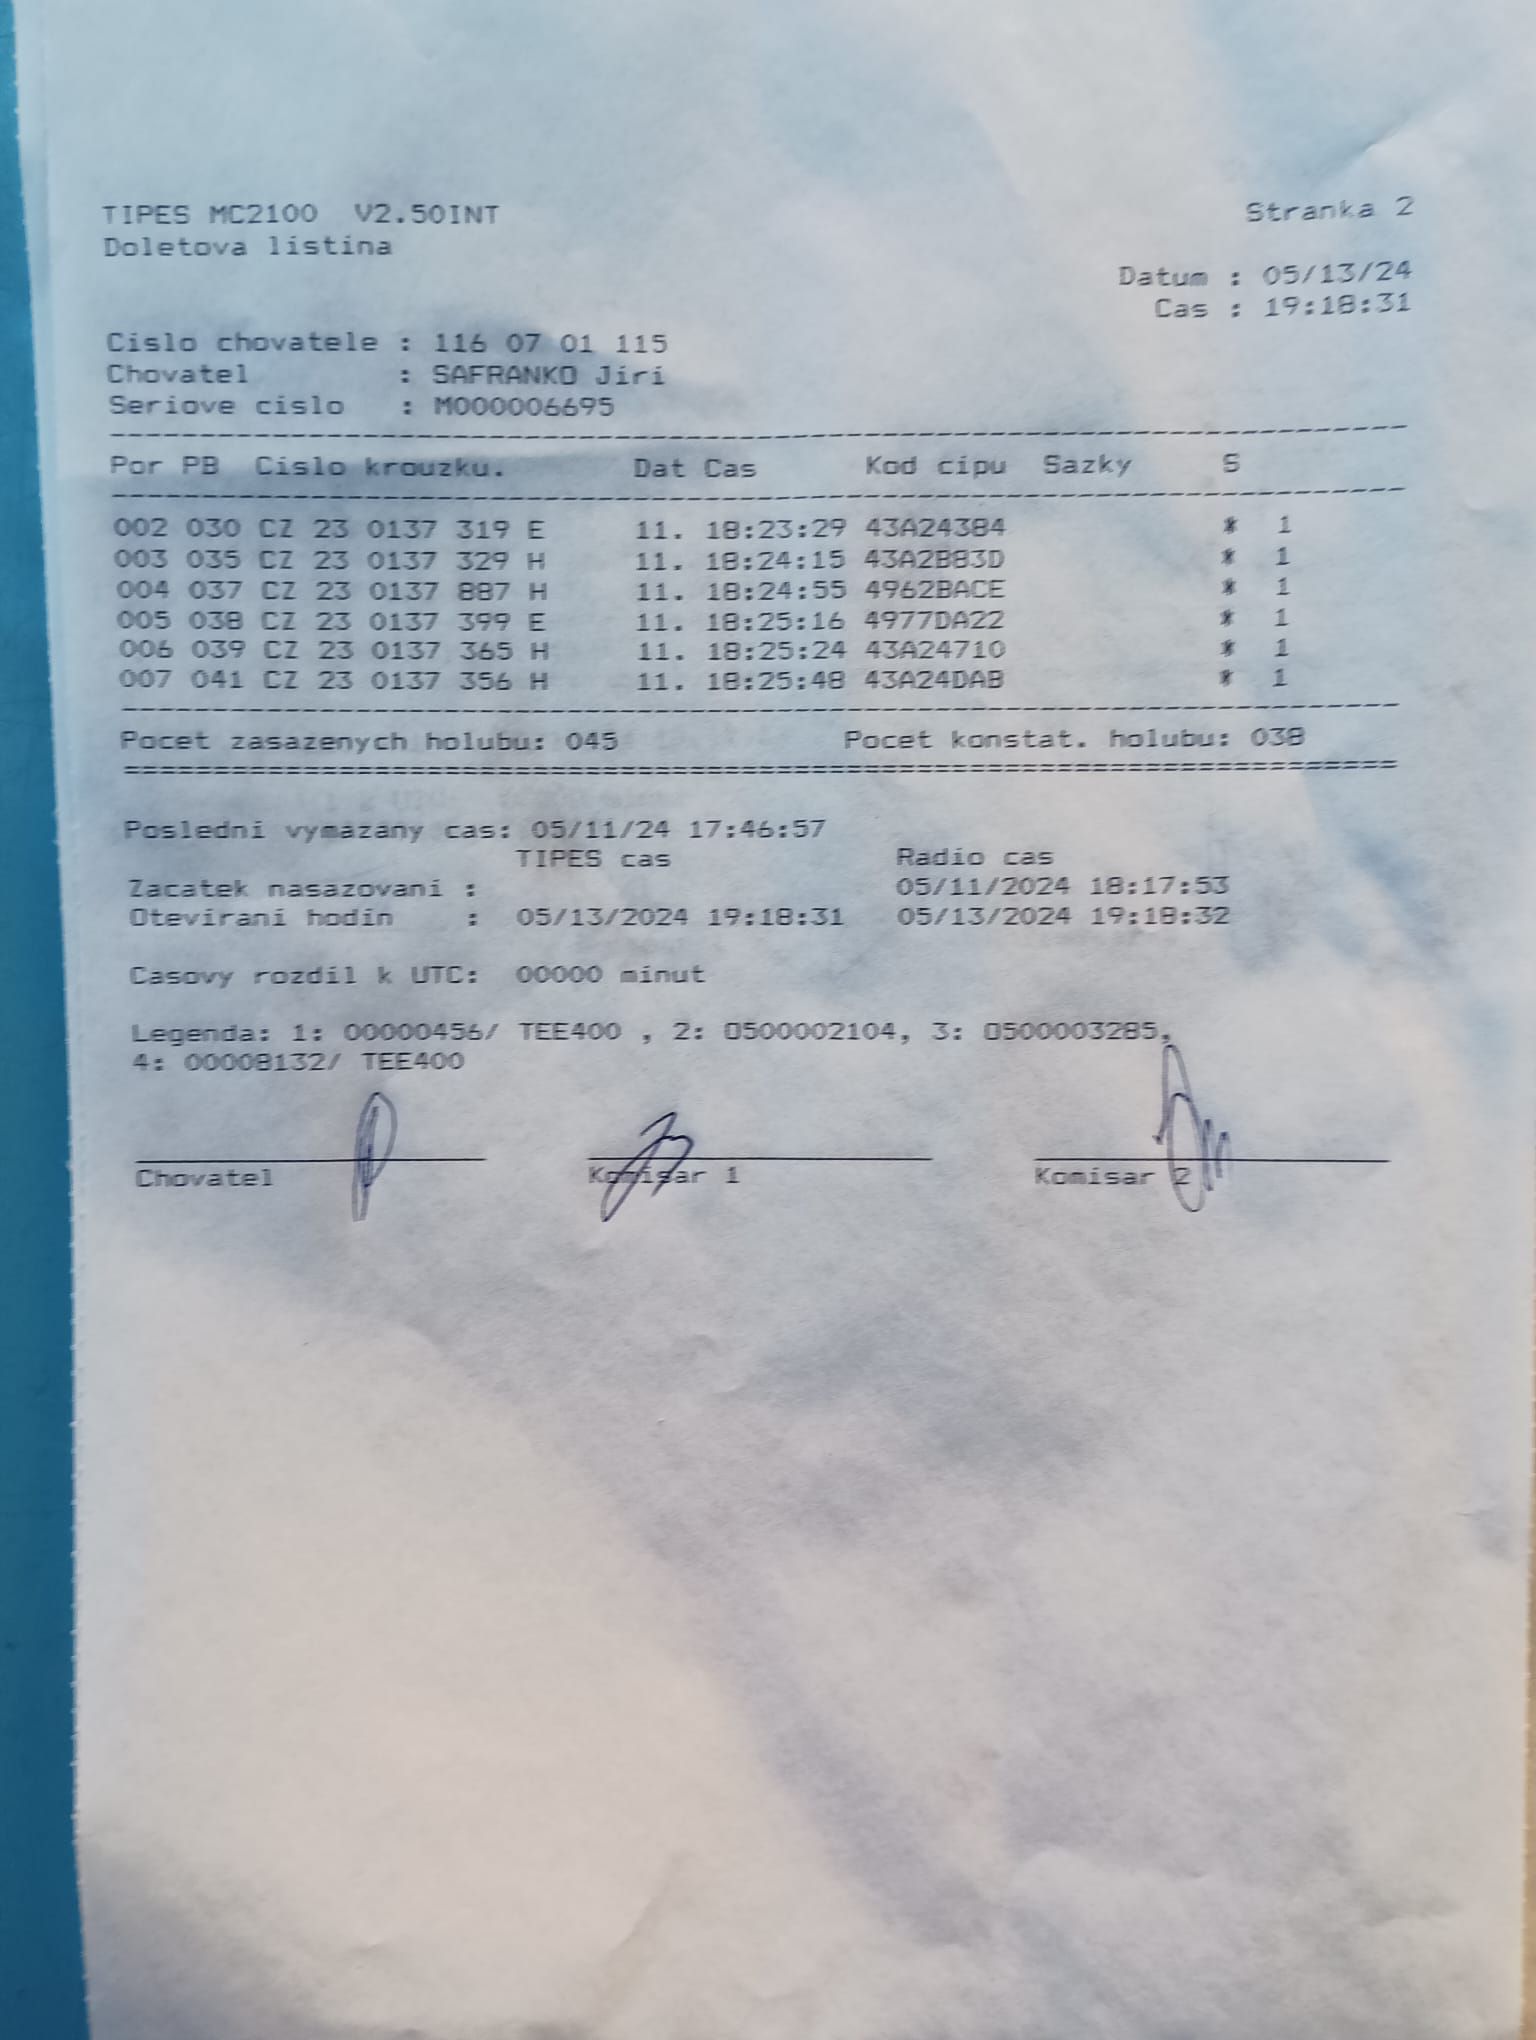 TIPES MC2100 V2.50INT Stranka 2
Doletova listina
Datum : 05/13/24
Cas : 19:18:31
Cislo chovatele : 116 07 01 115
Chovatel : SAFRANKO Jiri
Seriove cislo : M000006695
Por PB Cislo krouzku. Dat Cas Kod cipu Sazky S
002 030 CZ 23 0137 319 E 11. 18:23:29 43A24384 * 1
003 035 CZ 23 0137 329 H 11. 18:24:15 43A2B83D * 1
004 037 CZ 23 0137 887 H 11. 18:24:55 4962BACE * 1
005 038 CZ 23 0137 399 E 11. 18:25:16 4977DA22 * 1
006 039 CZ 23 0137 365 H 11. 18:25:24 43A24710 * 1
007 041 CZ 23 0137 356 H 11. 18:25:48 43A24DAB * 1
Pocet zasazenych holubu: 045 Pocet konstat. holubu: 038
Posledni vymazany cas: 05/11/24 17:46:57
TIPES cas Radio cas
Zacatek nasazovani : 05/11/2024 18:17:53
Otevirani hodin : 05/13/2024 19:18:31 05/13/2024 19:18:32
Casovy rozdil k UTC: 00000 minut
Legenda: 1: 00000456/ TEE400 , 2: 0500002104, 3: 0500003285,
4: 00008132/ TEE400
Chovatel Komisar 1 Komisar 2